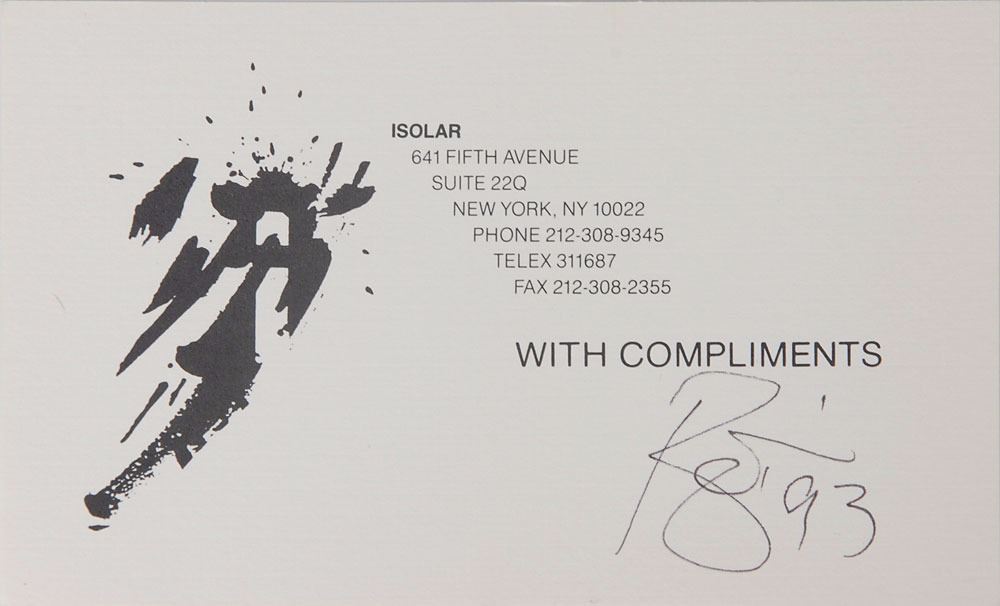 ISOLAR
641 FIFTH AVENUE
SUITE 22Q
NEW YORK, NY 10022
PHONE 212-308-9345
TELEX 311687
FAX 212-308-2355
WITH COMPLIMENTS
'93